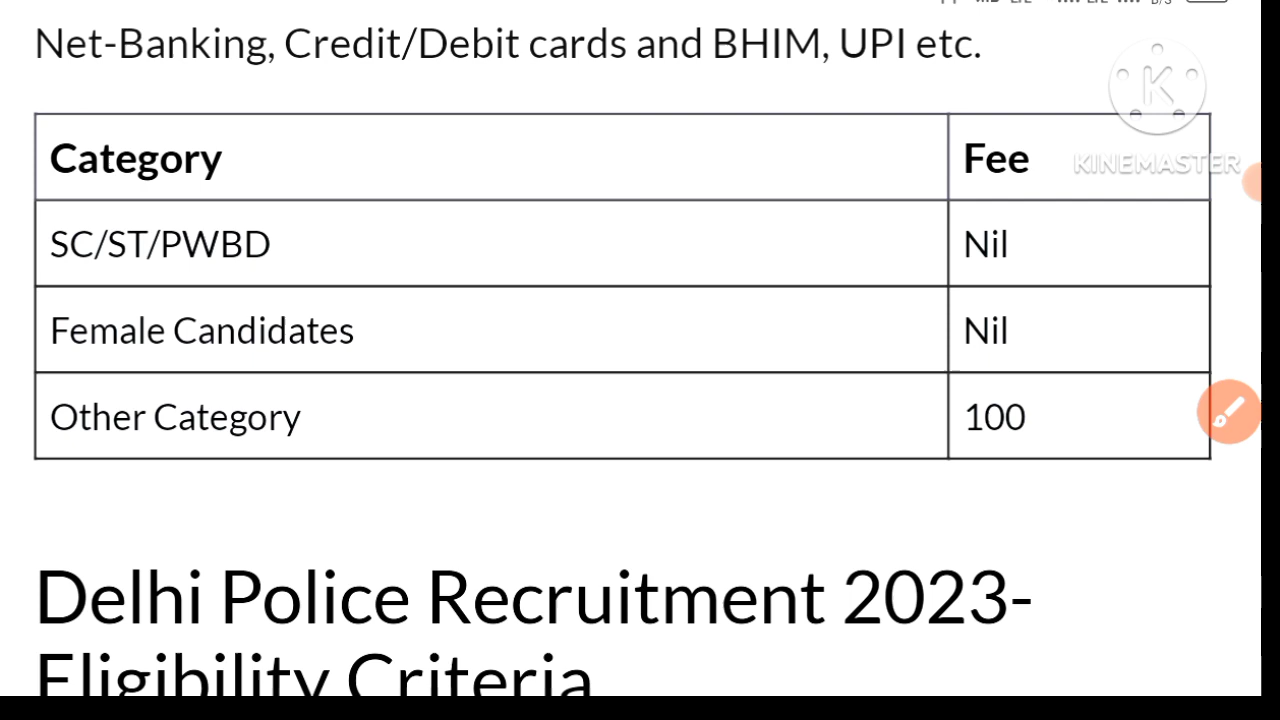 Net-Banking, Credit/Debit cards and BHIM, UPI etc.
Category Fee
KINEMASTER
SC/ST/PWBD Nil
Female Candidates Nil
Other Category 100
Delhi Police Recruitment 2023-
Eligibility Criteria